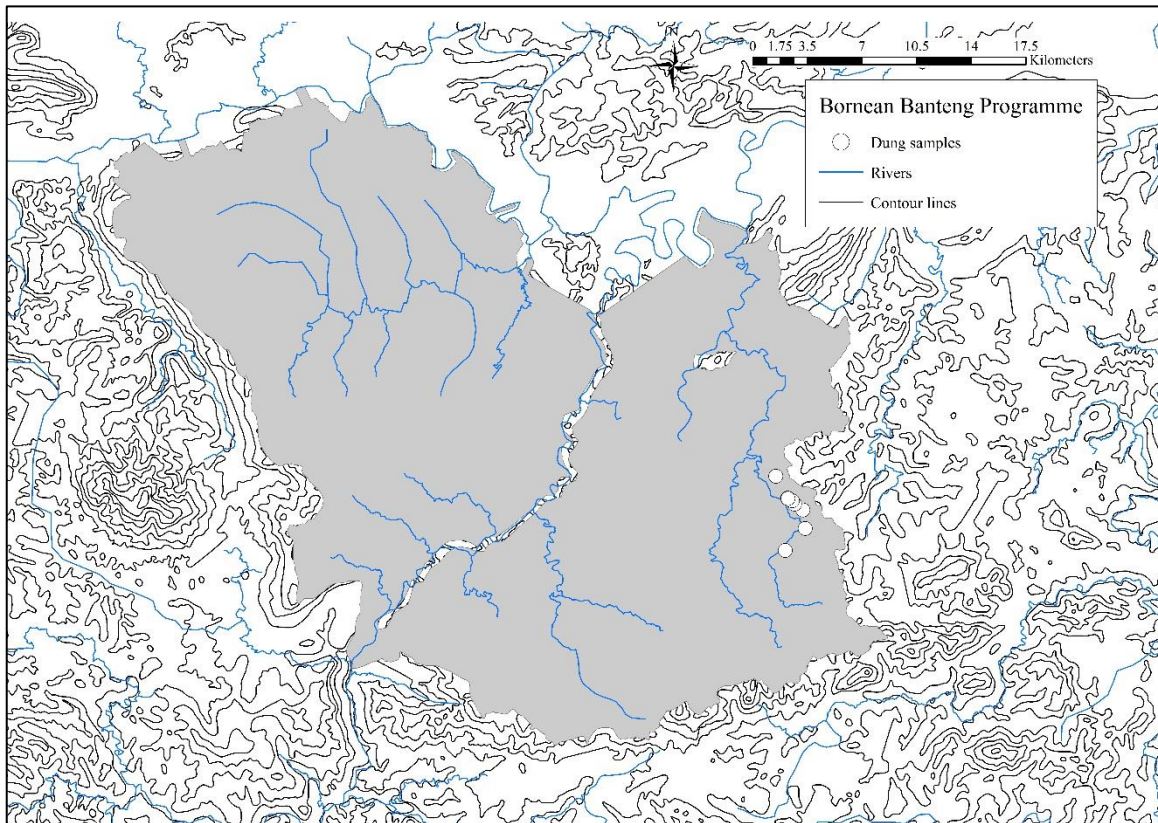 N
0 1.75 3.5 7 10.5 14 17.5
Kilometers
Bornean Banteng Programme
Dung samples
Rivers
Contour lines